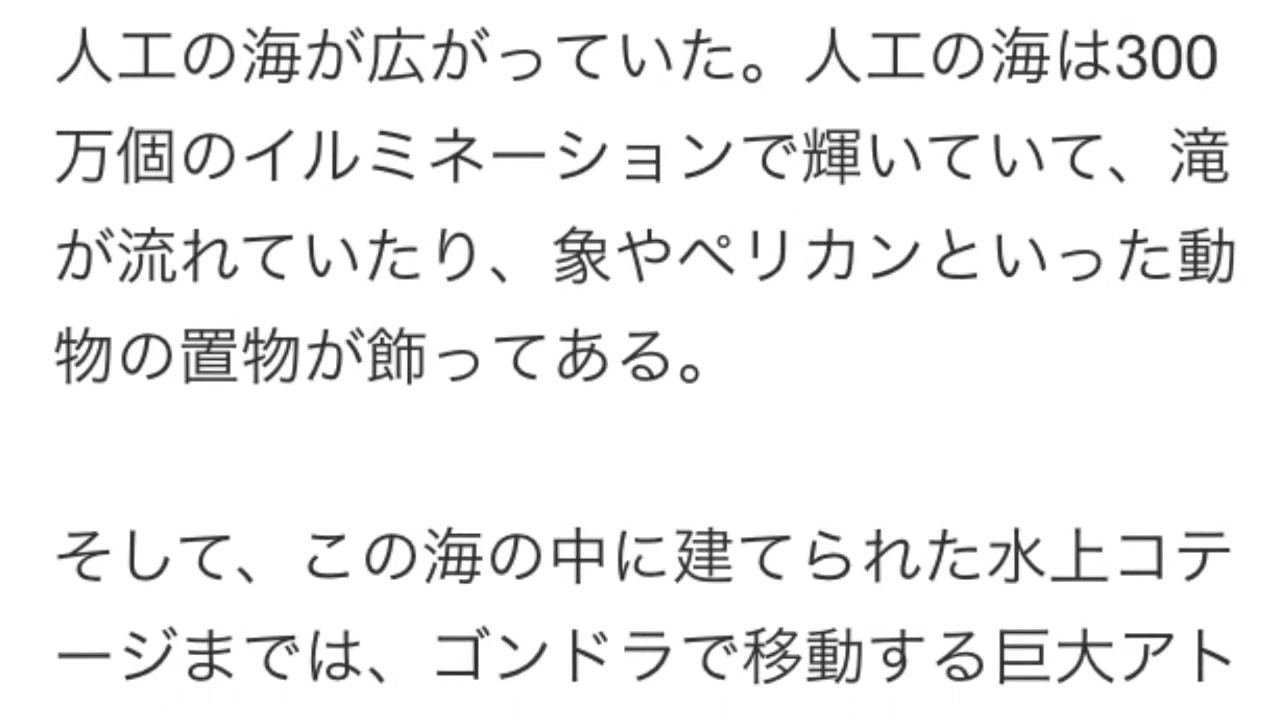 人工の海が広がっていた。人工の海は300
万個のイルミネーションで輝いていて、滝
が流れていたり、象やペリカンといった動
物の置物が飾ってある。
そして、この海の中に建てられた水上コテ
ージまでは、ゴンドラで移動する巨大アト